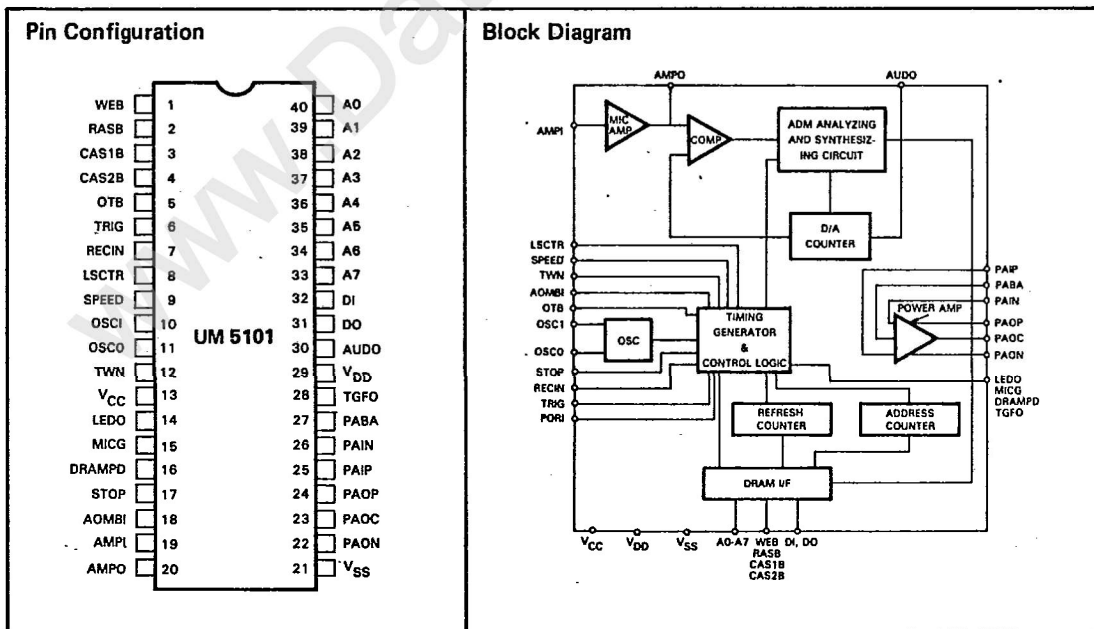 Pin Configuration
WEB 1
RASB 2
CAS1B 3
CAS2B 4
OTB 5
TRIG 6
RECIN 7
LSCTR 8
SPEED 9
OSCI 10
OSCO 11
TWN 12
VCC 13
LEDO 14
MICG 15
DRAMPD 16
STOP 17
AOMBI 18
AMPI 19
AMPO 20
UM 5101
40 A0
39 A1
38 A2
37 A3
36 A4
35 A5
34 A6
33 A7
32 DI
31 DO
30 AUDO
29 VDD
28 TGFO
27 PABA
26 PAIN
25 PAIP
24 PAOP
23 PAOC
22 PAON
21 VSS
Block Diagram
AMPO
AUDO
AMPI
MIC
AMP
COMP
ADM ANALYZING
AND SYNTHESIZ-
ING CIRCUIT
D/A
COUNTER
LSCTR
SPEED
TWN
AOMBI
OTB
OSC1
OSCO
STOP
RECIN
TRIG
PORI
OSC
TIMING
GENERATOR
&
CONTROL LOGIC
REFRESH
COUNTER
ADDRESS
COUNTER
DRAM I/F
POWER AMP
PAIP
PABA
PAIN
PAOP
PAOC
PAON
LEDO
MICG
DRAMPD
TGFO
VCC
VDD
VSS
A0-A7
WEB
RASB
CAS1B
CAS2B
DI, DO
www.Da